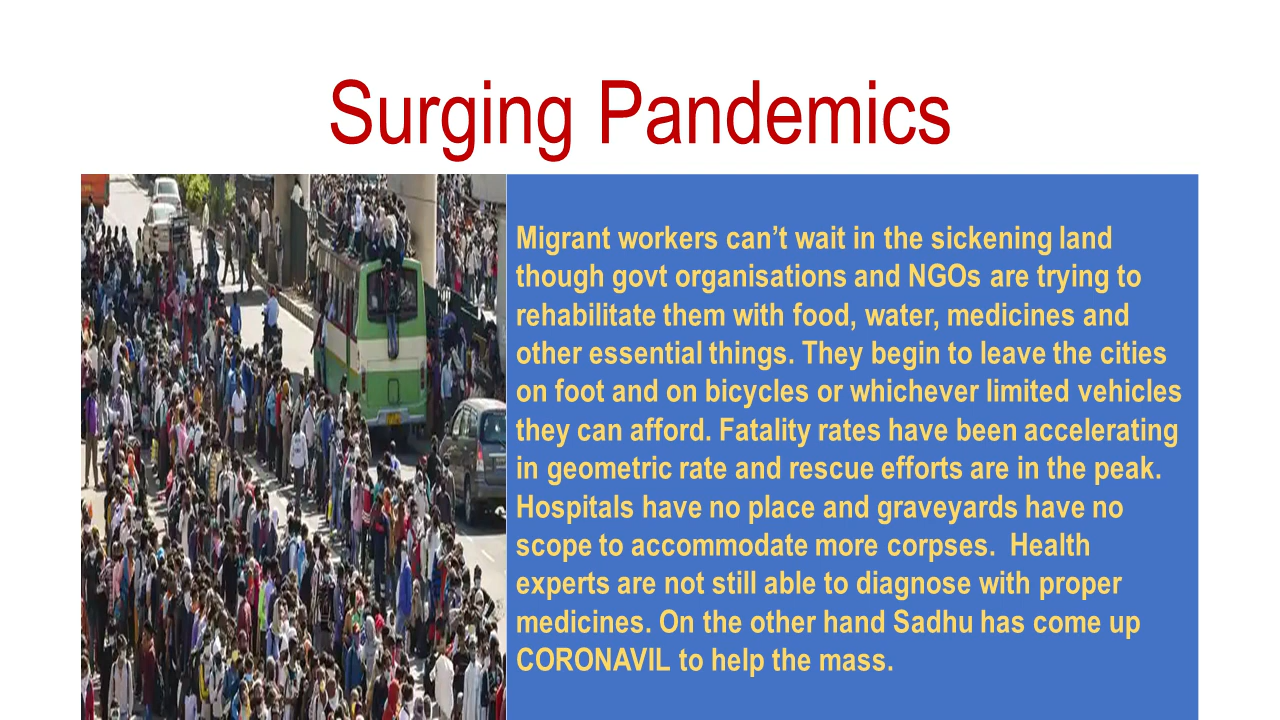 Surging Pandemics
Migrant workers can’t wait in the sickening land
though govt organisations and NGOs are trying to
rehabilitate them with food, water, medicines and
other essential things. They begin to leave the cities
on foot and on bicycles or whichever limited vehicles
they can afford. Fatality rates have been accelerating
in geometric rate and rescue efforts are in the peak.
Hospitals have no place and graveyards have no
scope to accommodate more corpses.  Health
experts are not still able to diagnose with proper
medicines. On the other hand Sadhu has come up
CORONAVIL to help the mass.